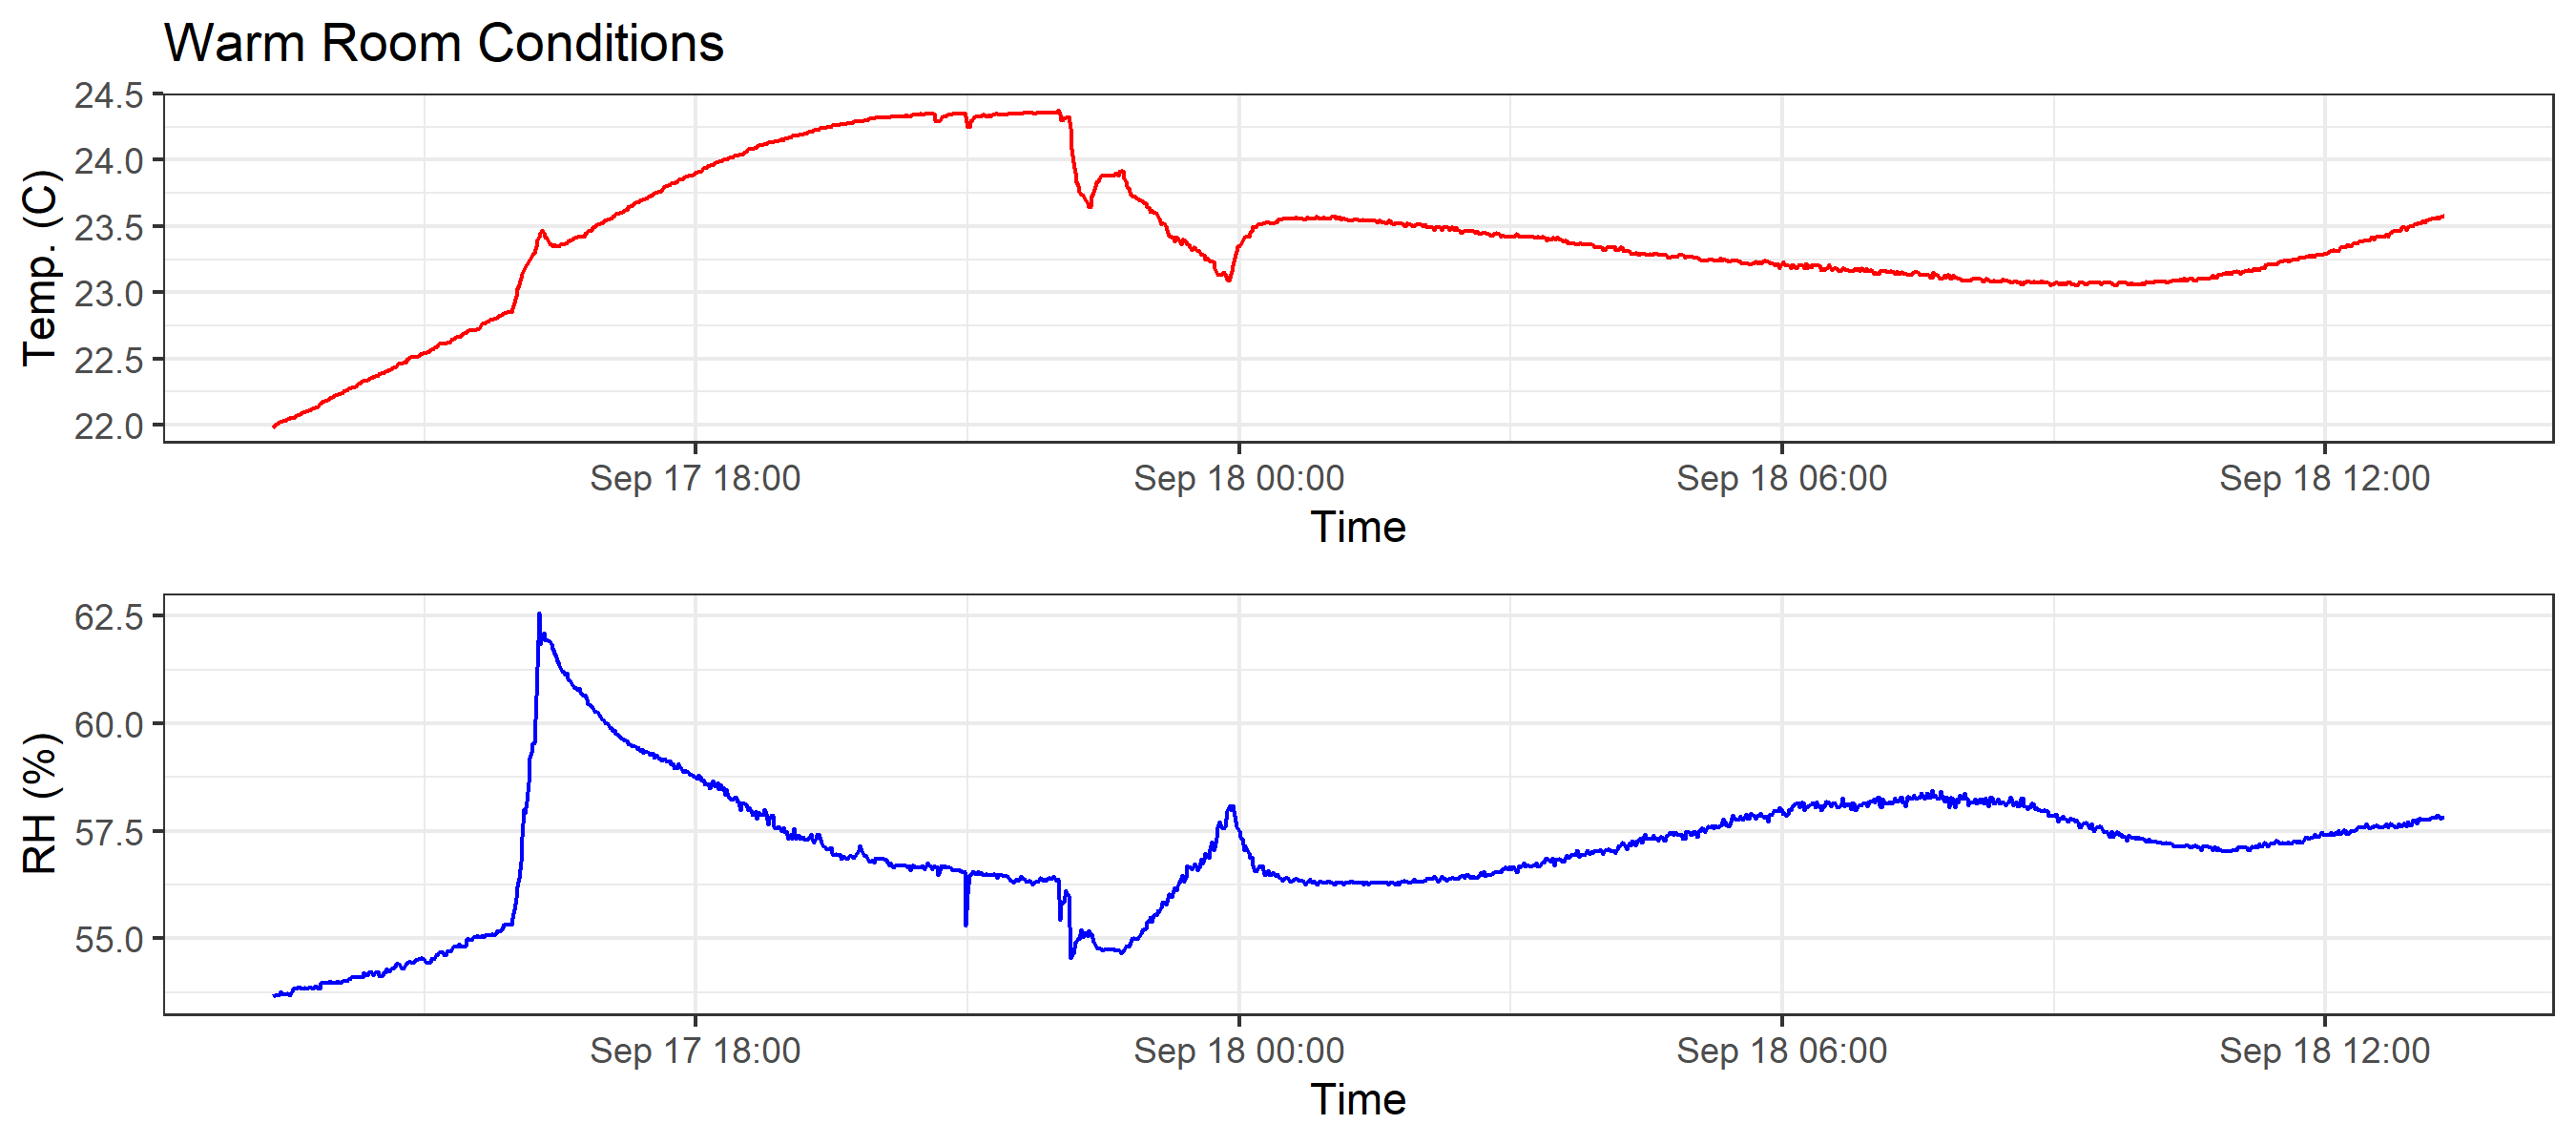 Warm Room Conditions
24.5
24.0
23.5
23.0
22.5
22.0
Temp. (C)
Sep 17 18:00 Sep 18 00:00 Sep 18 06:00 Sep 18 12:00
Time
62.5
60.0
57.5
55.0
RH (%)
Sep 17 18:00 Sep 18 00:00 Sep 18 06:00 Sep 18 12:00
Time